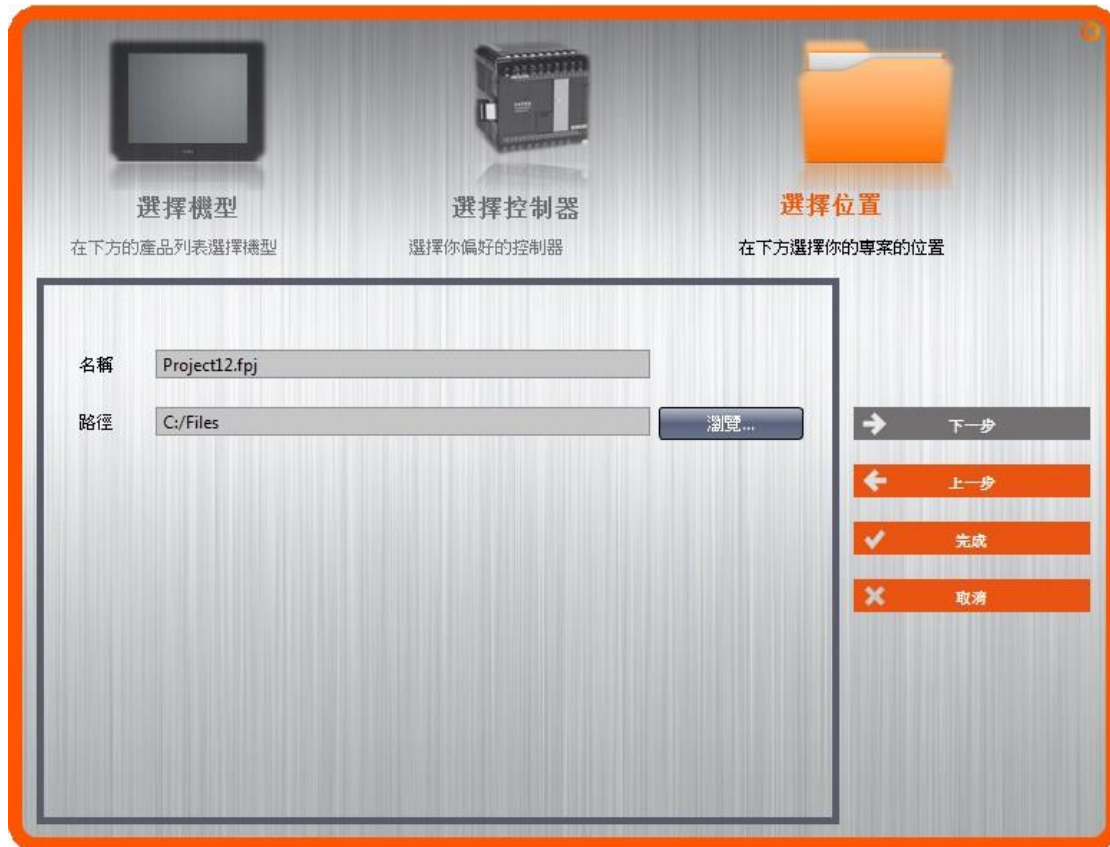 選擇機型
選擇控制器
選擇位置
在下方的產品列表選擇機型
選擇你偏好的控制器
在下方選擇你的專案的位置
名稱
Project12.fpj
路徑
C:/Files
瀏覽...
下一步
上一步
完成
取消